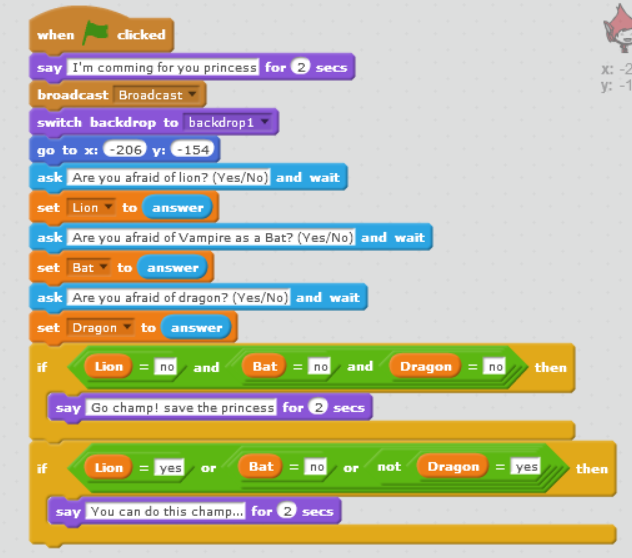 when clicked
say I'm comming for you princess for 2 secs
broadcast Broadcast
switch backdrop to backdrop1
go to x: -206 y: -154
ask Are you afraid of lion? (Yes/No) and wait
set Lion to answer
ask Are you afraid of Vampire as a Bat? (Yes/No) and wait
set Bat to answer
ask Are you afraid of dragon? (Yes/No) and wait
set Dragon to answer
if Lion = no and Bat = no and Dragon = no then
say Go champ! save the princess for 2 secs
if Lion = yes or Bat = no or not Dragon = yes then
say You can do this champ... for 2 secs
x: -2
y: -1